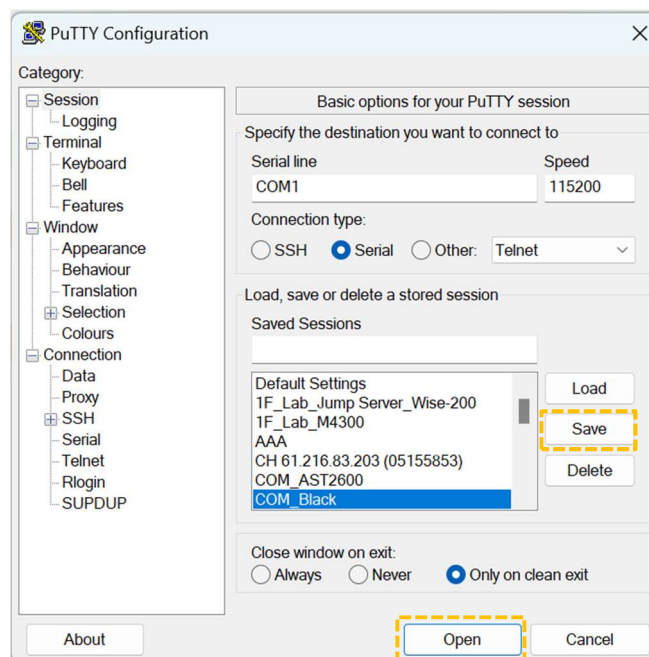 PuTTY Configuration
Category:
Session
Logging
Terminal
Keyboard
Bell
Features
Window
Appearance
Behaviour
Translation
Selection
Colours
Connection
Data
Proxy
SSH
Serial
Telnet
Rlogin
SUPDUP
Basic options for your PuTTY session
Specify the destination you want to connect to
Serial line Speed
COM1 115200
Connection type:
SSH Serial Other: Telnet
Load, save or delete a stored session
Saved Sessions
Default Settings
1F_Lab_Jump Server_Wise-200
1F_Lab_M4300
AAA
CH 61.216.83.203 (05155853)
COM_AST2600
COM_Black
Load
Save
Delete
Close window on exit:
Always Never Only on clean exit
About Open Cancel